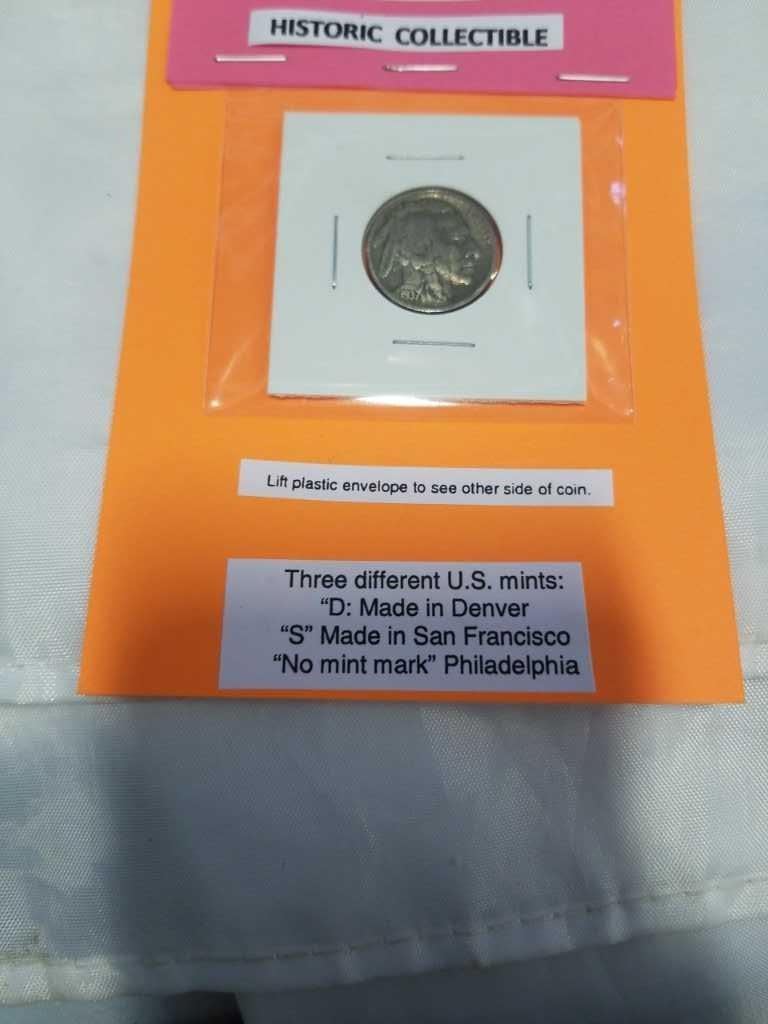 HISTORIC COLLECTIBLE
1937
Lift plastic envelope to see other side of coin.
Three different U.S. mints:
“D: Made in Denver
“S” Made in San Francisco
“No mint mark” Philadelphia